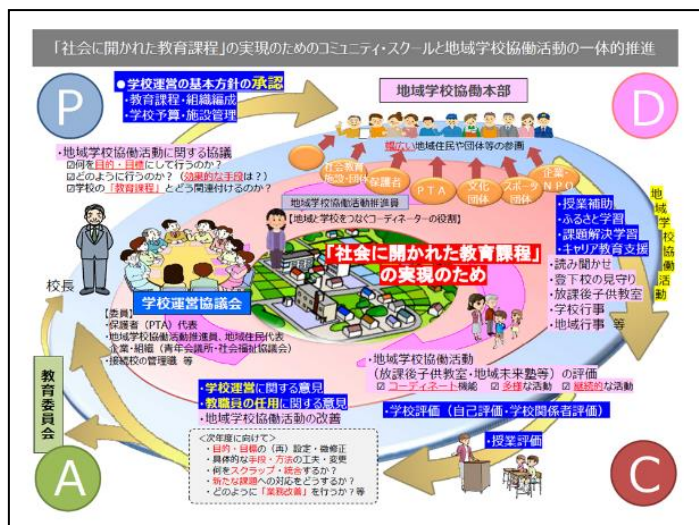 「社会に開かれた教育課程」の実現のためのコミュニティ・スクールと地域学校協働活動の一体的推進
P
●学校運営の基本方針の承認
・教育課程・組織編成
・学校予算・施設管理
・地域学校協働活動に関する協議
☑何を目的・目標にして行うのか？
☑どのように行うのか？（効果的な手段は？）
☑学校の「教育課程」とどう関連付けるのか？
地域学校協働本部
幅広い地域住民や団体等の参画
社会教育施設・団体
保護者
PTA
文化団体
スポーツ団体
企業・NPO
D
地域学校協働活動推進員
【地域と学校をつなぐコーディネーターの役割】
・授業補助
・ふるさと学習
・課題解決学習
・キャリア教育支援
・読み聞かせ
・登下校の見守り
・放課後子供教室
・学校行事
・地域行事 等
地域学校協働活動
「社会に開かれた教育課程」
の実現のため
校長
学校運営協議会
【委員】
・保護者（PTA）代表
・地域学校協働活動推進員、地域住民代表
企業・組織（青年会議所・社会福祉協議会）
・接続校の管理職 等
教育委員会
・地域学校協働活動
（放課後子供教室・地域未来塾等）の評価
☑コーディネート機能 ☑多様な活動 ☑継続的な活動
・学校評価（自己評価・学校関係者評価）
・授業評価
C
・学校運営に関する意見
・教職員の任用に関する意見
・地域学校協働活動の改善
<次年度に向けて>
・目的・目標の（再）設定・微修正
・具体的な手段・方法の工夫・変更
・何をスクラップ・統合するか？
・新たな課題への対応をどうするか？
・どのように「業務改善」を行うか？等
A